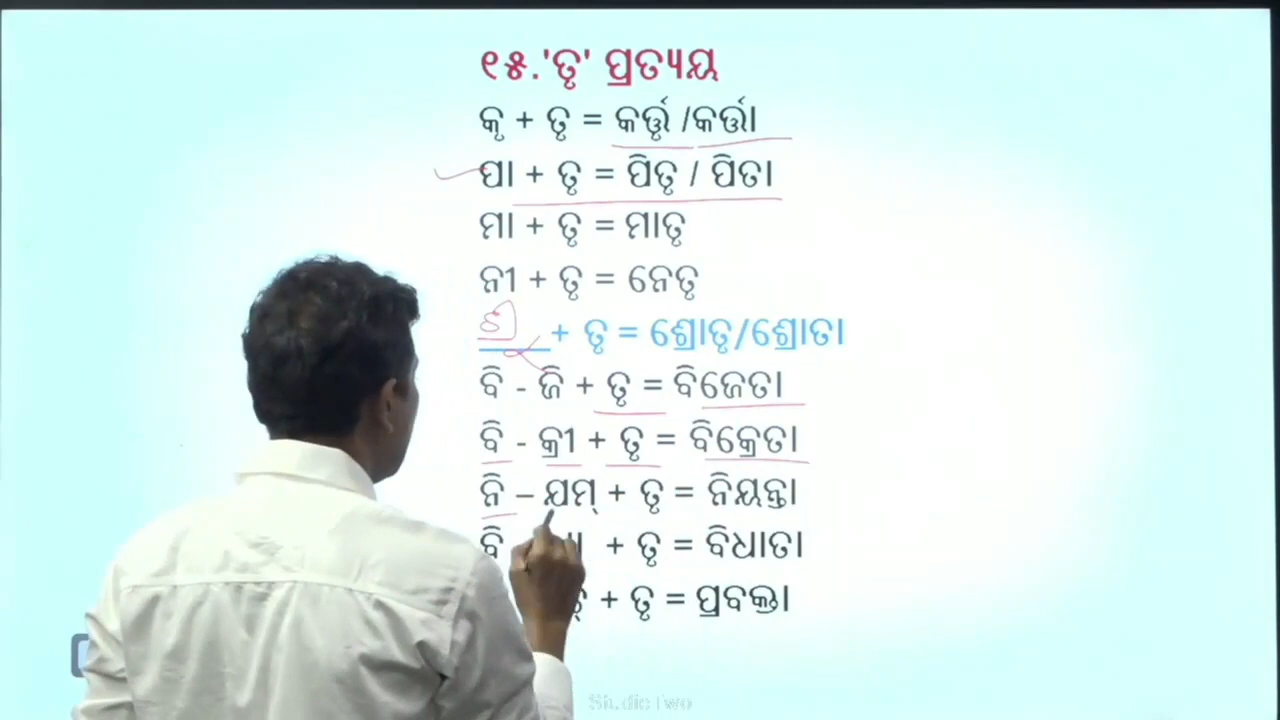 ୧୫.'ତୃ' ପ୍ରତ୍ୟୟ
କୃ + ତୃ = କର୍ତ୍ତୃ /କର୍ତ୍ତା
ପା + ତୃ = ପିତୃ / ପିତା
ମା + ତୃ = ମାତୃ
ନୀ + ତୃ = ନେତୃ
+ ତୃ = ଶ୍ରୋତୃ/ଶ୍ରୋତା
ବି - ଜି + ତୃ = ବିଜେତା
ବି - କ୍ରୀ + ତୃ = ବିକ୍ରେତା
ନି – ଯମ୍ + ତୃ = ନିୟନ୍ତା
ବି + ତୃ = ବିଧାତା
+ ତୃ = ପ୍ରବକ୍ତା